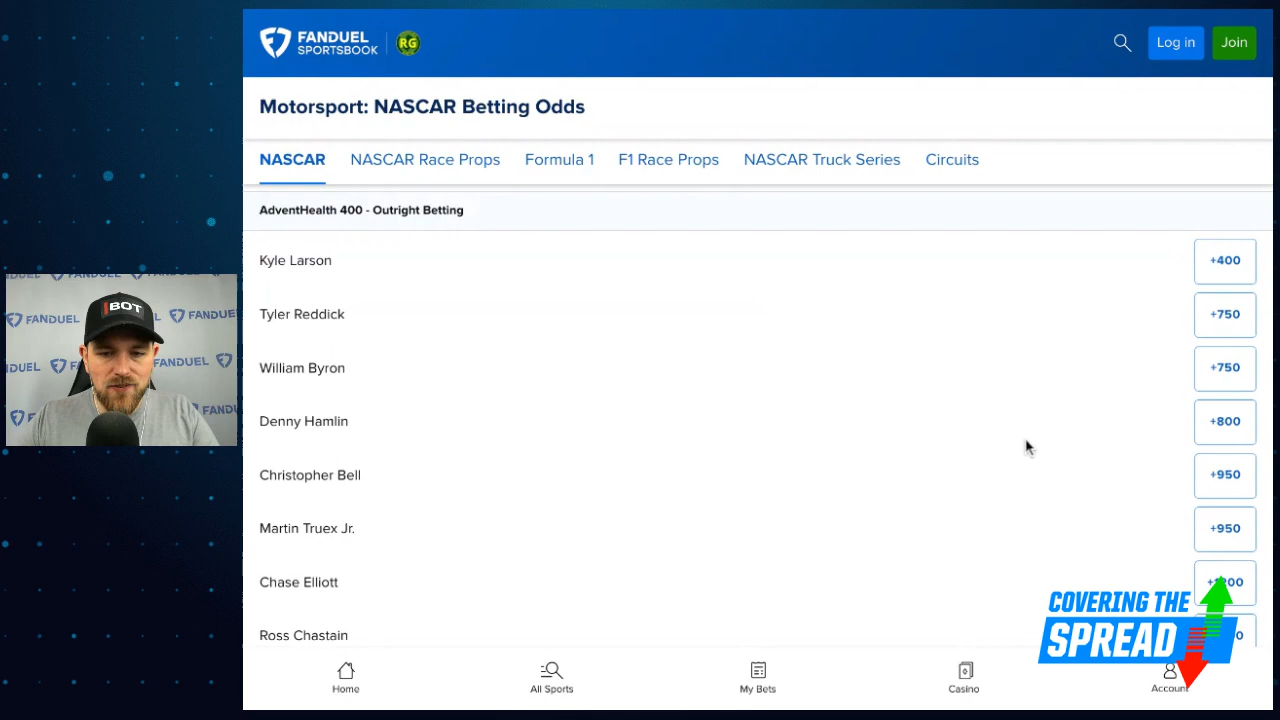 FANDUEL
SPORTSBOOK
RG
Log in
Join
Motorsport: NASCAR Betting Odds
NASCAR
NASCAR Race Props
Formula 1
F1 Race Props
NASCAR Truck Series
Circuits
AdventHealth 400 - Outright Betting
Kyle Larson
+400
Tyler Reddick
+750
William Byron
+750
Denny Hamlin
+800
Christopher Bell
+950
Martin Truex Jr.
+950
Chase Elliott
Ross Chastain
COVERING THE
SPREAD
Home
All Sports
My Bets
Casino
Account
FANDUEL
BOT
FANDUEL